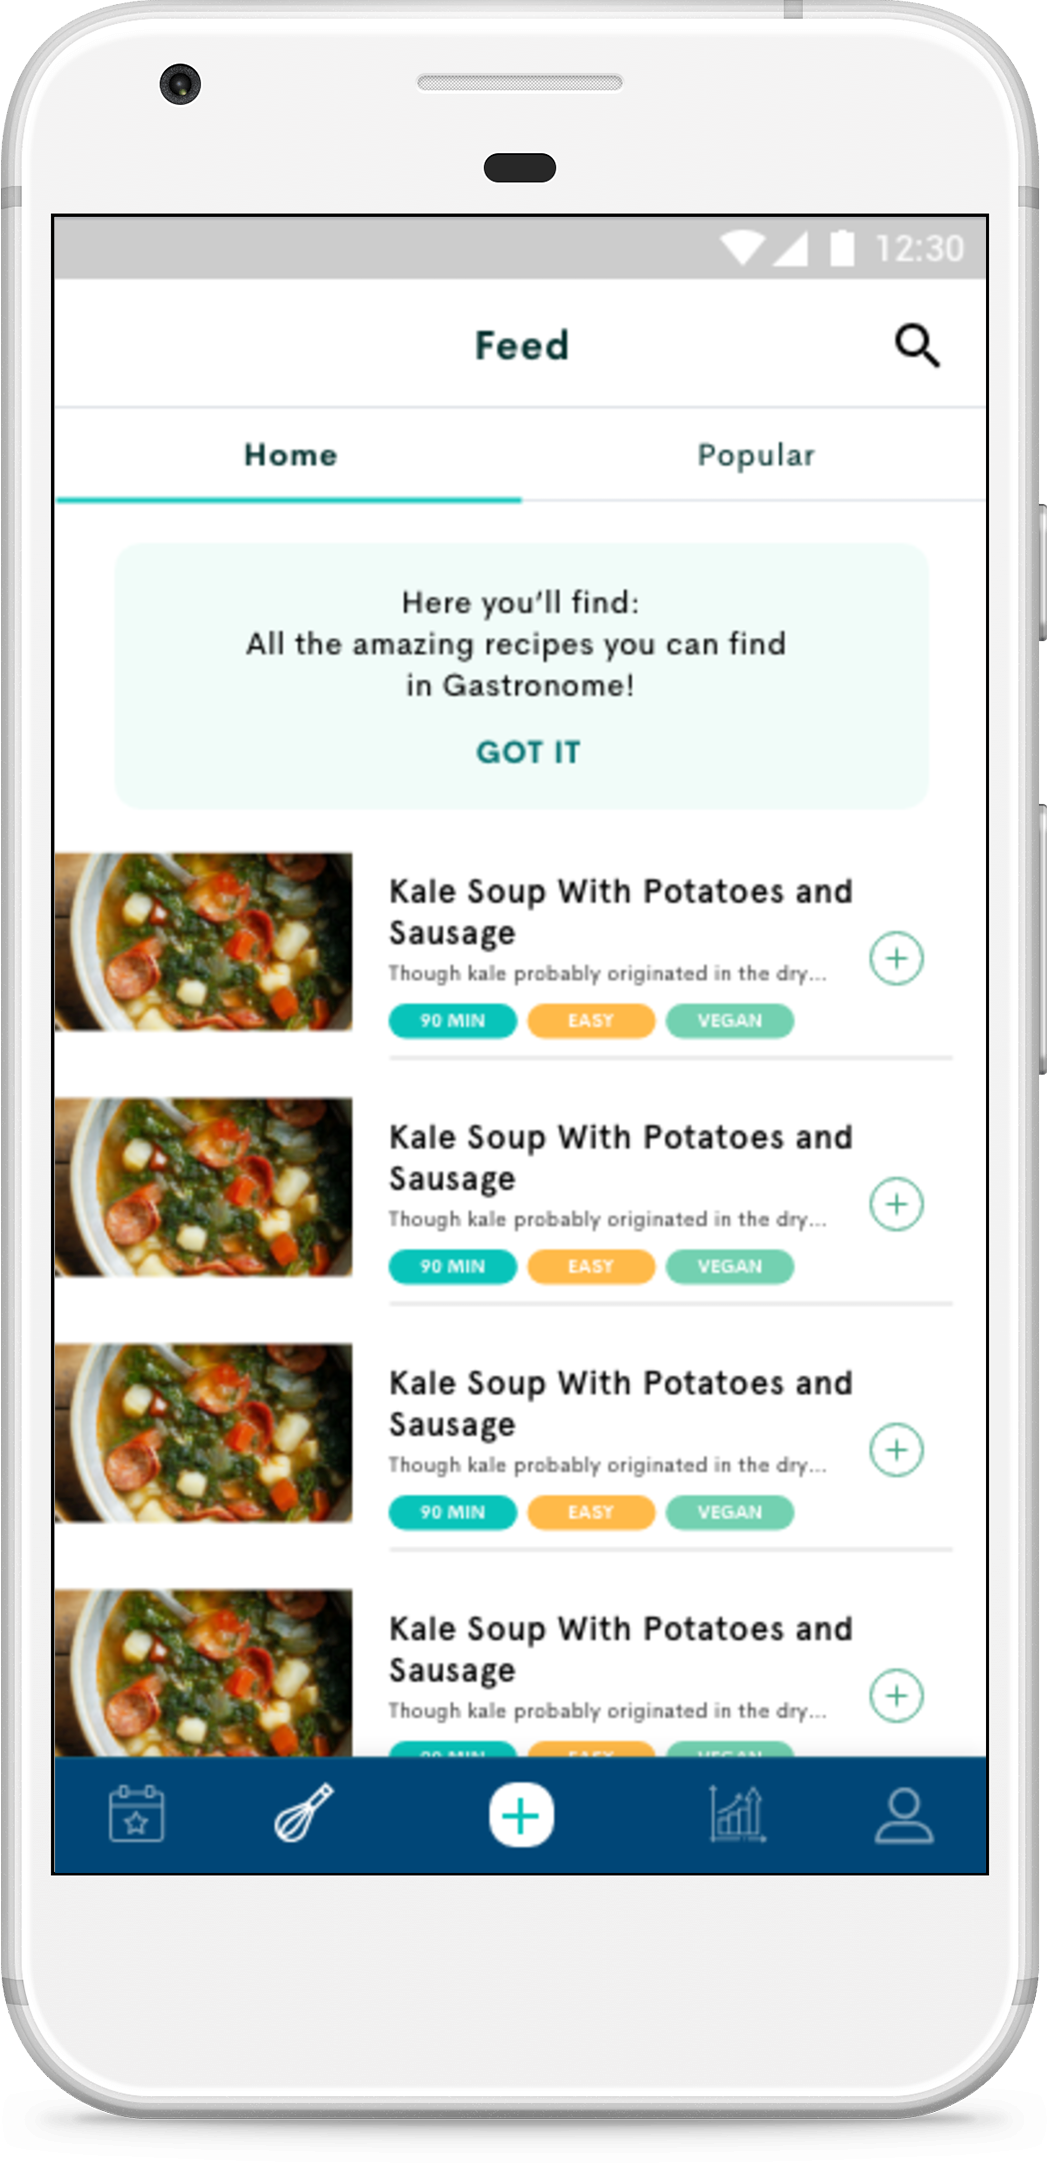 12:30
Feed
Home
Popular
Here you'll find:
All the amazing recipes you can find
in Gastronome!
GOT IT
Kale Soup With Potatoes and
Sausage
Though kale probably originated in the dry...
90 MIN EASY VEGAN
Kale Soup With Potatoes and
Sausage
Though kale probably originated in the dry...
90 MIN EASY VEGAN
Kale Soup With Potatoes and
Sausage
Though kale probably originated in the dry...
90 MIN EASY VEGAN
Kale Soup With Potatoes and
Sausage
Though kale probably originated in the dry...
90 MIN EASY VEGAN